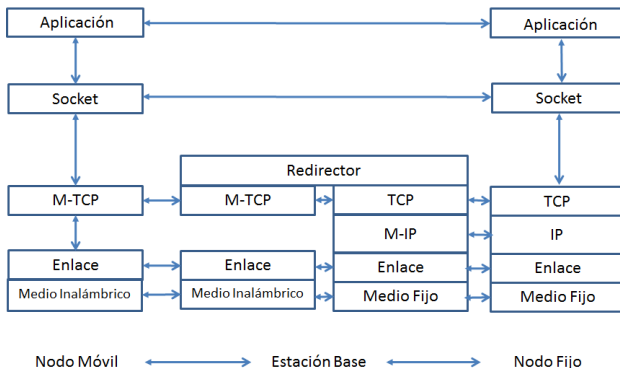 Aplicación
Aplicación
Socket
Socket
Redirector
M-TCP
M-TCP
TCP
TCP
M-IP
IP
Enlace
Enlace
Enlace
Enlace
Medio Inalámbrico
Medio Inalámbrico
Medio Fijo
Medio Fijo
Nodo Móvil
Estación Base
Nodo Fijo